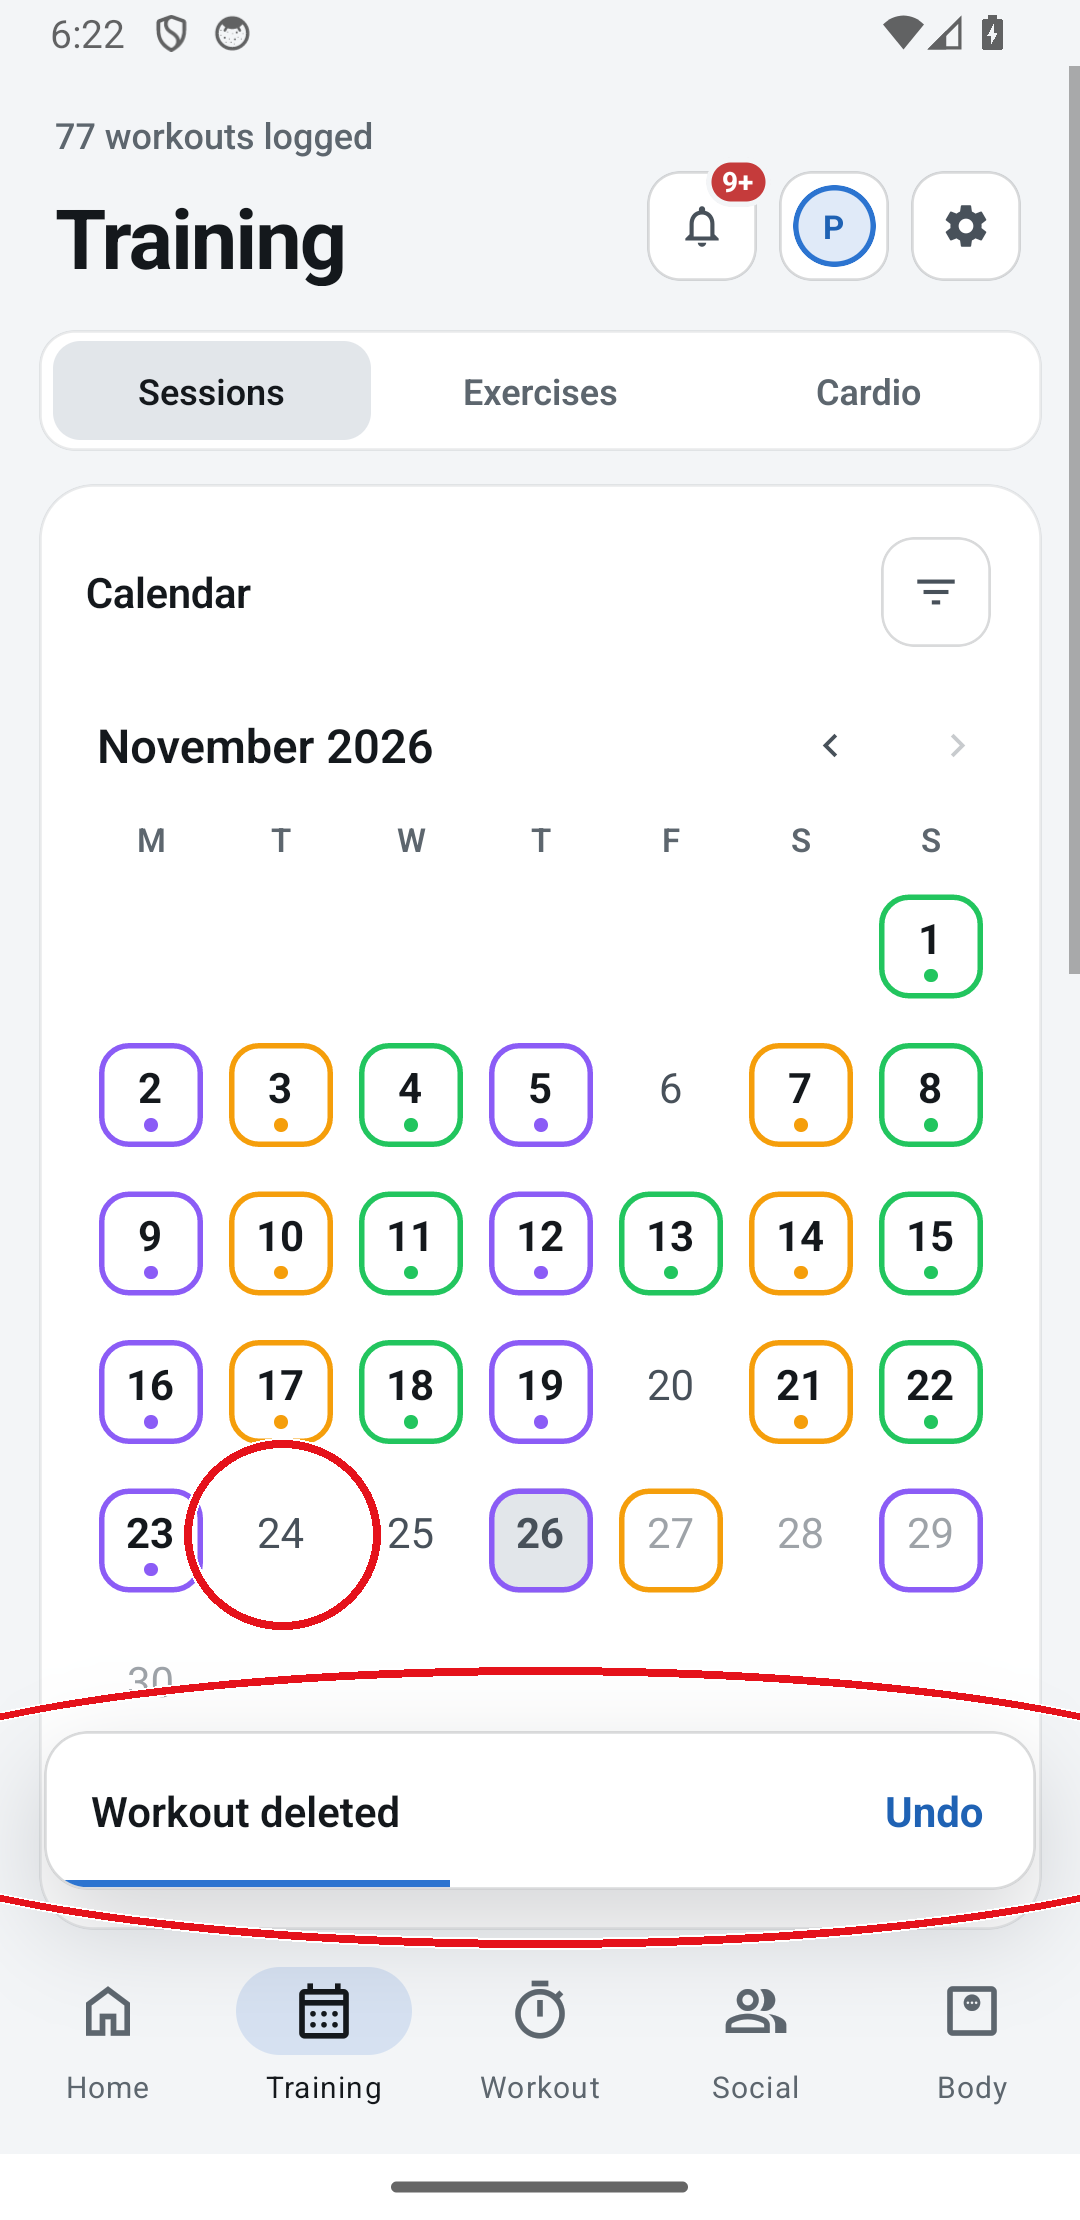 6:22
77 workouts logged
Training
9+
P
Sessions Exercises Cardio
Calendar
November 2026
M T W T F S S
1
2 3 4 5 6 7 8
9 10 11 12 13 14 15
16 17 18 19 20 21 22
23 24 25 26 27 28 29
30
Workout deleted Undo
Home Training Workout Social Body